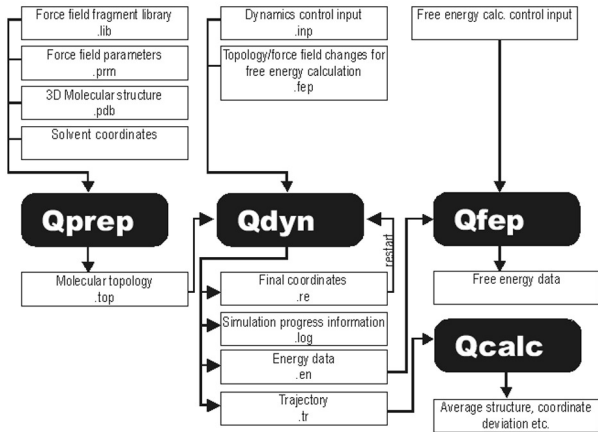 Force field fragment library
.lib
Force field parameters
.prm
3D Molecular structure
.pdb
Solvent coordinates
Dynamics control input
.inp
Topology/force field changes for
free energy calculation
.fep
Free energy calc. control input
Qprep
Qdyn
Qfep
Molecular topology
.top
restart
Final coordinates
.re
Simulation progress information
.log
Energy data
.en
Trajectory
.tr
Free energy data
Qcalc
Average structure, coordinate
deviation etc.